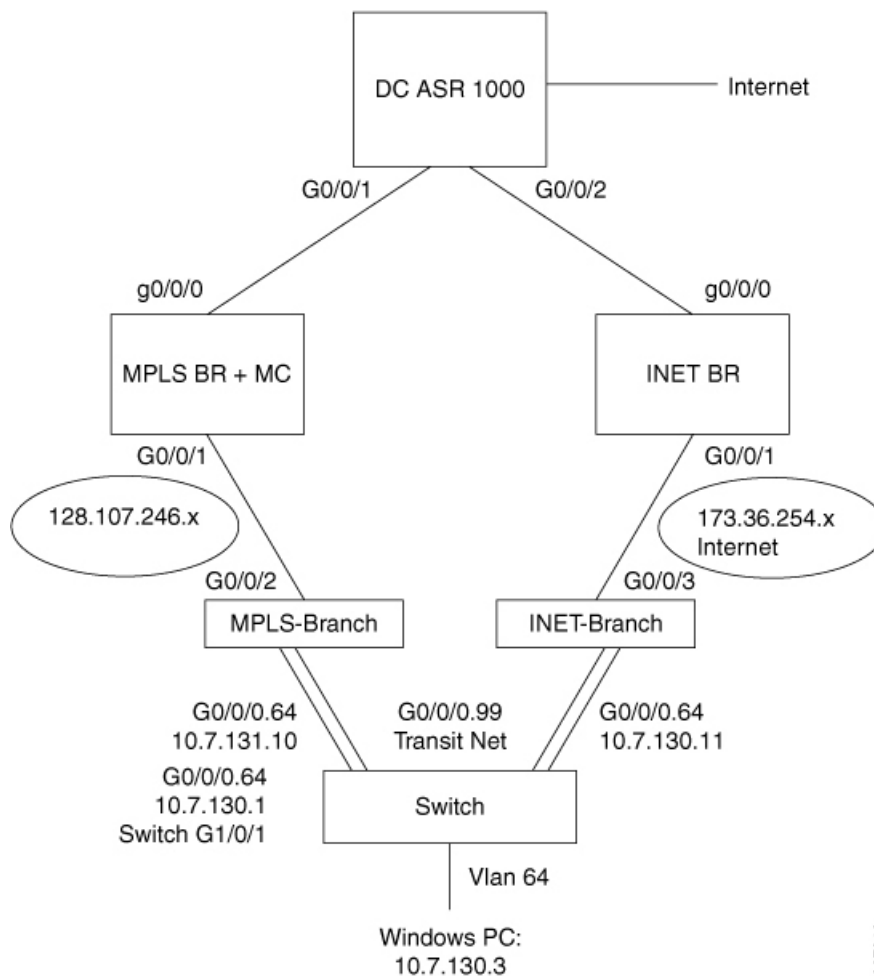 DC ASR 1000
Internet
G0/0/1
G0/0/2
g0/0/0
g0/0/0
MPLS BR + MC
INET BR
G0/0/1
G0/0/1
128.107.246.x
173.36.254.x
Internet
G0/0/2
G0/0/3
MPLS-Branch
INET-Branch
G0/0/0.64
10.7.131.10
G0/0/0.99
Transit Net
G0/0/0.64
10.7.130.11
G0/0/0.64
10.7.130.1
Switch G1/0/1
Switch
Vlan 64
Windows PC:
10.7.130.3